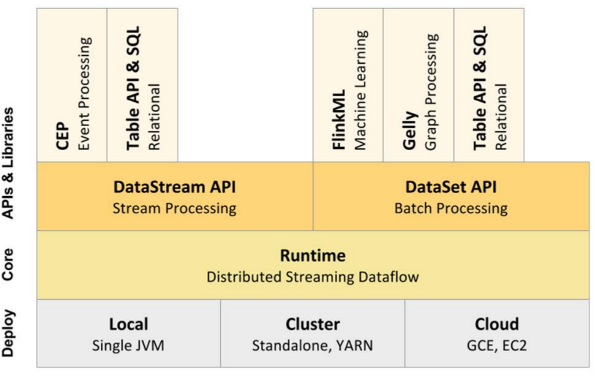 APIs & Libraries
CEP
Event Processing
Table API & SQL
Relational
FlinkML
Machine Learning
Gelly
Graph Processing
Table API & SQL
Relational
DataStream API
Stream Processing
DataSet API
Batch Processing
Core
Runtime
Distributed Streaming Dataflow
Deploy
Local
Single JVM
Cluster
Standalone, YARN
Cloud
GCE, EC2